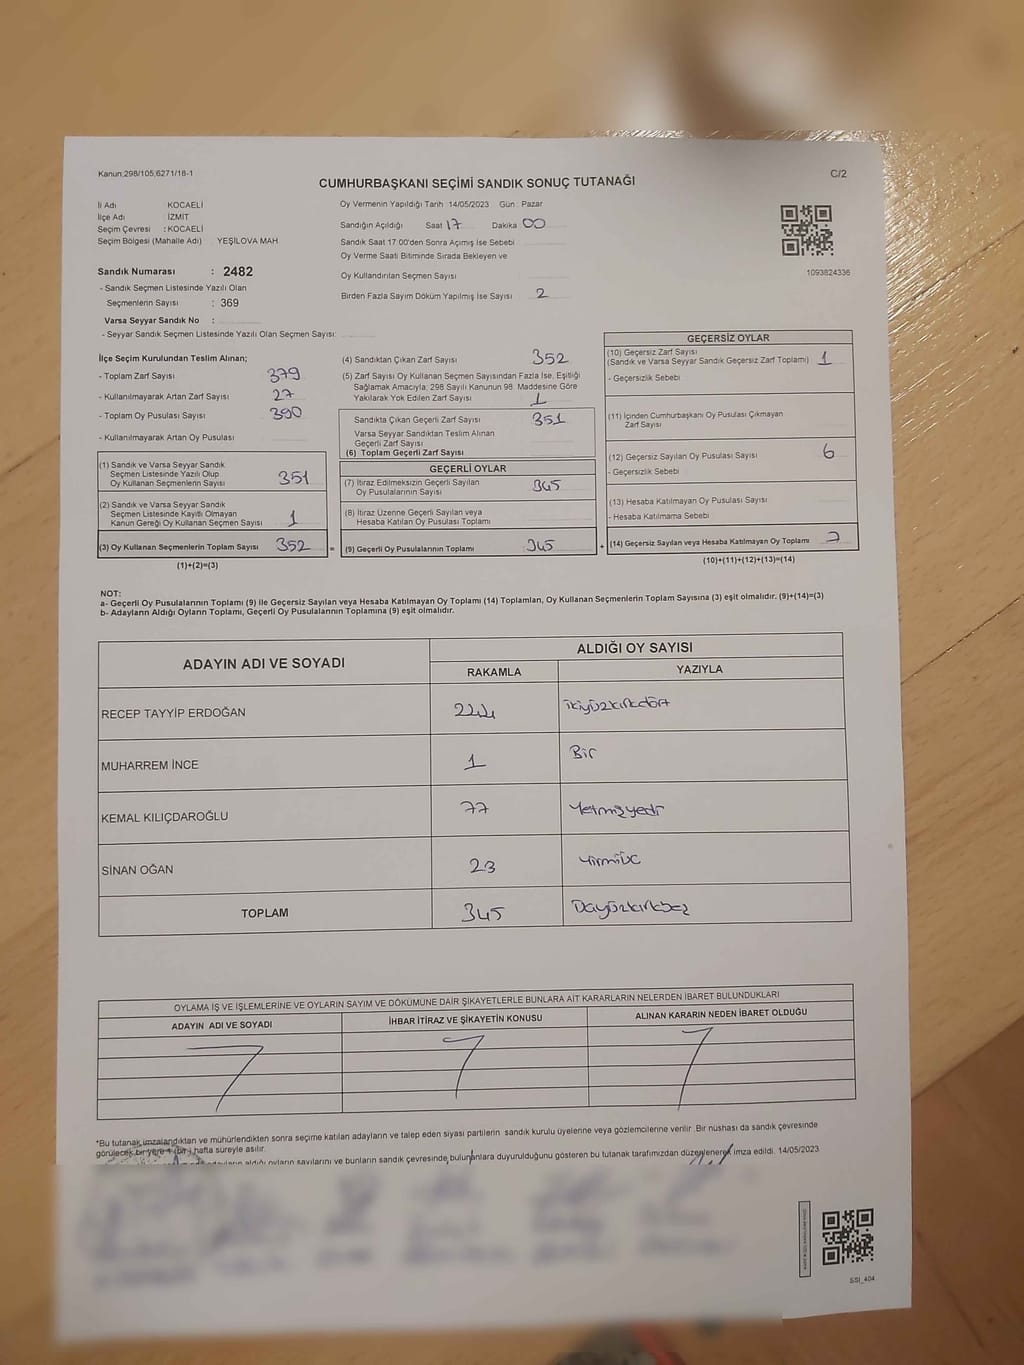 Kanun;298/105;6271/18-1
CUMHURBAŞKANI SEÇİMİ SANDIK SONUÇ TUTANAĞI
C/2
İl Adı KOCAELİ
İlçe Adı İZMİT
Seçim Çevresi : KOCAELİ
Seçim Bölgesi (Mahalle Adı) YEŞİLOVA MAH
Sandık Numarası : 2482
- Sandık Seçmen Listesinde Yazılı Olan
Seçmenlerin Sayısı : 369
Varsa Seyyar Sandık No :
- Seyyar Sandık Seçmen Listesinde Yazılı Olan Seçmen Sayısı:
Oy Vermenin Yapıldığı Tarih :14/05/2023 Gün : Pazar
Sandığın Açıldığı Saat 17 Dakika 00
Sandık Saat 17:00'den Sonra Açımış İse Sebebi
Oy Verme Saati Bitiminde Sırada Bekleyen ve
Oy Kullandırılan Seçmen Sayısı
Birden Fazla Sayım Döküm Yapılmış İse Sayısı 2
1093824336
İlçe Seçim Kurulundan Teslim Alınan;
- Toplam Zarf Sayısı 379
- Kullanılmayarak Artan Zarf Sayısı 27
- Toplam Oy Pusulası Sayısı 390
- Kullanılmayarak Artan Oy Pusulası
(1) Sandık ve Varsa Seyyar Sandık
Seçmen Listesinde Yazılı Olup
Oy Kullanan Seçmenlerin Sayısı 351
(2) Sandık ve Varsa Seyyar Sandık
Seçmen Listesinde Kayıtlı Olmayan
Kanun Gereği Oy Kullanan Seçmen Sayısı 1
(3) Oy Kullanan Seçmenlerin Toplam Sayısı 352 =
(1)+(2)=(3)
(4) Sandıktan Çıkan Zarf Sayısı 352
(5) Zarf Sayısı Oy Kullanan Seçmen Sayısından Fazla İse, Eşitliği
Sağlamak Amacıyla; 298 Sayılı Kanunun 98. Maddesine Göre
Yakılarak Yok Edilen Zarf Sayısı 1
Sandıkta Çıkan Geçerli Zarf Sayısı 351
Varsa Seyyar Sandıktan Teslim Alınan
Geçerli Zarf Sayısı
(6) Toplam Geçerli Zarf Sayısı
GEÇERLİ OYLAR
(7) İtiraz Edilmeksizin Geçerli Sayılan
Oy Pusulalarının Sayısı 345
(8) İtiraz Üzerine Geçerli Sayılan veya
Hesaba Katılan Oy Pusulası Toplamı
(9) Geçerli Oy Pusulalarının Toplamı : 345 +
GEÇERSİZ OYLAR
(10) Geçersiz Zarf Sayısı
(Sandık ve Varsa Seyyar Sandık Geçersiz Zarf Toplamı) 1
- Geçersizlik Sebebi
(11) İçinden Cumhurbaşkanı Oy Pusulası Çıkmayan
Zarf Sayısı
(12) Geçersiz Sayılan Oy Pusulası Sayısı 6
- Geçersizlik Sebebi
(13) Hesaba Katılmayan Oy Pusulası Sayısı
- Hesaba Katılmama Sebebi
(14) Geçersiz Sayılan veya Hesaba Katılmayan Oy Toplamı 7
(10)+(11)+(12)+(13)=(14)
NOT:
a- Geçerli Oy Pusulalarının Toplamı (9) ile Geçersiz Sayılan veya Hesaba Katılmayan Oy Toplamı (14) Toplamları, Oy Kullanan Seçmenlerin Toplam Sayısına (3) eşit olmalıdır. (9)+(14)=(3)
b- Adayların Aldığı Oyların Toplamı, Geçerli Oy Pusulalarının Toplamına (9) eşit olmalıdır.
ADAYIN ADI VE SOYADI
ALDIĞI OY SAYISI
RAKAMLA YAZIYLA
RECEP TAYYİP ERDOĞAN 244 ikiyüzkırkdört
MUHARREM İNCE 1 Bir
KEMAL KILIÇDAROĞLU 77 Yetmişyedi
SİNAN OĞAN 23 Yirmiüç
TOPLAM 345 Üçyüzkırkbeş
OYLAMA İŞ VE İŞLEMLERİNE VE OYLARIN SAYIM VE DÖKÜMÜNE DAİR ŞİKAYETLERLE BUNLARA AİT KARARLARIN NELERDEN İBARET BULUNDUKLARI
ADAYIN ADI VE SOYADI İHBAR İTİRAZ VE ŞİKAYETİN KONUSU ALINAN KARARIN NEDEN İBARET OLDUĞU
*Bu tutanak imzalandıktan ve mühürlendikten sonra seçime katılan adayların ve talep eden siyasi partilerin sandık kurulu üyelerine veya gözlemcilerine verilir. Bir nüshası da sandık çevresinde
görülecek bir yere 1 (bir) hafta süreyle asılır.
aldığı oyların sayılarını ve bunların sandık çevresinde bulunanlara duyurulduğunu gösteren bu tutanak tarafımızdan düzenlenerek imza edildi. 14/05/2023
SSI_404